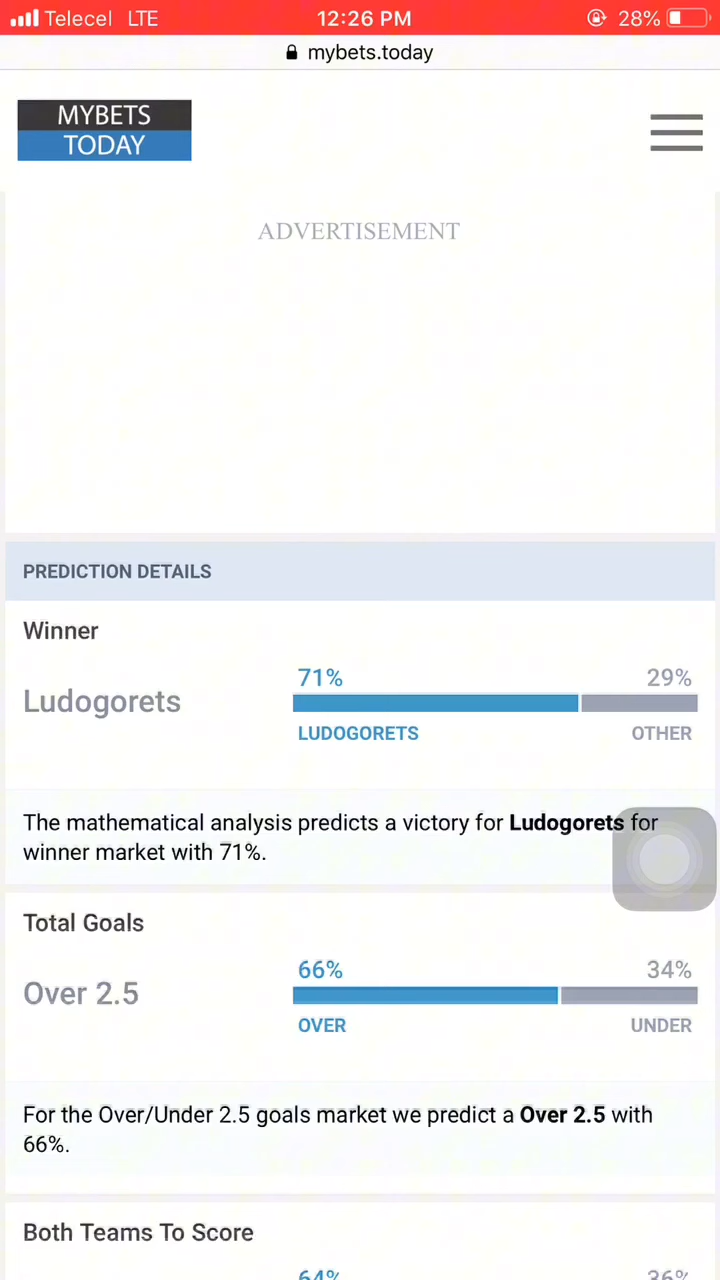 Telecel LTE 12:26 PM 28%
mybets.today
MYBETS
TODAY
ADVERTISEMENT
PREDICTION DETAILS
Winner
71% 29%
Ludogorets
LUDOGORETS OTHER
The mathematical analysis predicts a victory for Ludogorets for
winner market with 71%.
Total Goals
66% 34%
Over 2.5
OVER UNDER
For the Over/Under 2.5 goals market we predict a Over 2.5 with
66%.
Both Teams To Score
64% 36%